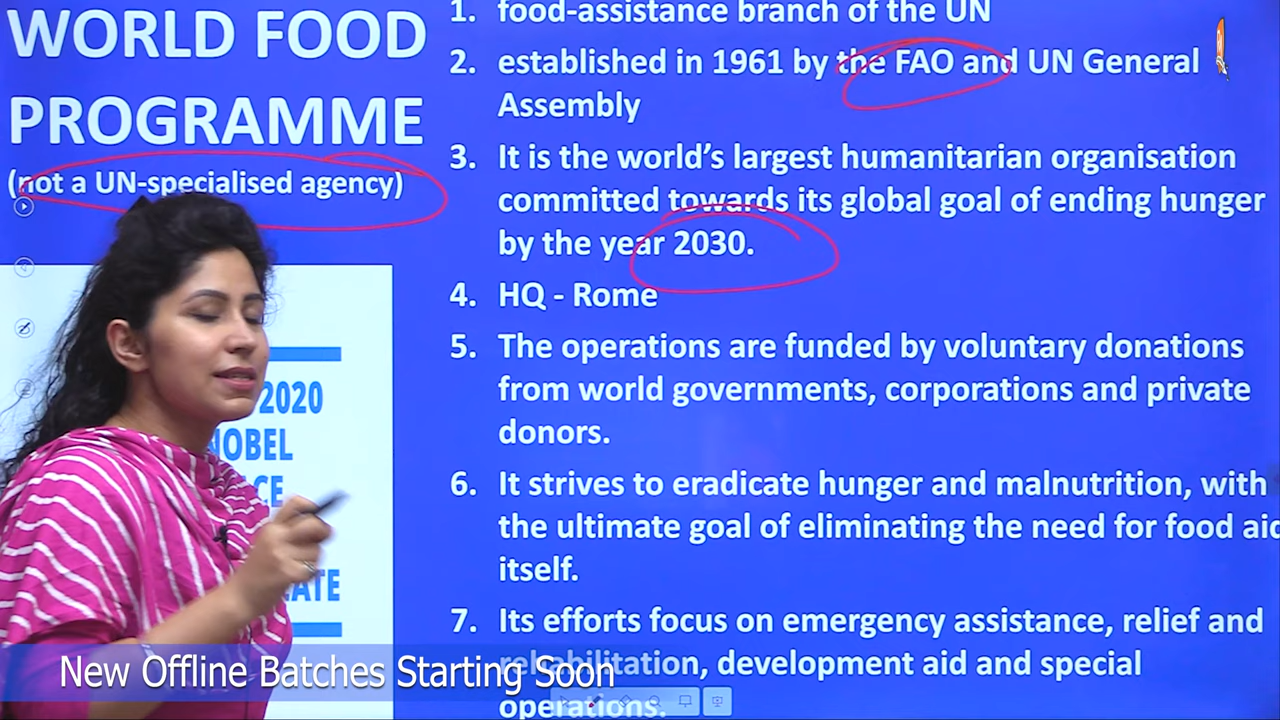 WORLD FOOD
PROGRAMME
(not a UN-specialised agency)
2020
NOBEL
1. food-assistance branch of the UN
2. established in 1961 by the FAO and UN General
Assembly
3. It is the world’s largest humanitarian organisation
committed towards its global goal of ending hunger
by the year 2030.
4. HQ - Rome
5. The operations are funded by voluntary donations
from world governments, corporations and private
donors.
6. It strives to eradicate hunger and malnutrition, with
the ultimate goal of eliminating the need for food aid
itself.
7. Its efforts focus on emergency assistance, relief and
rehabilitation, development aid and special
operations.
New Offline Batches Starting Soon